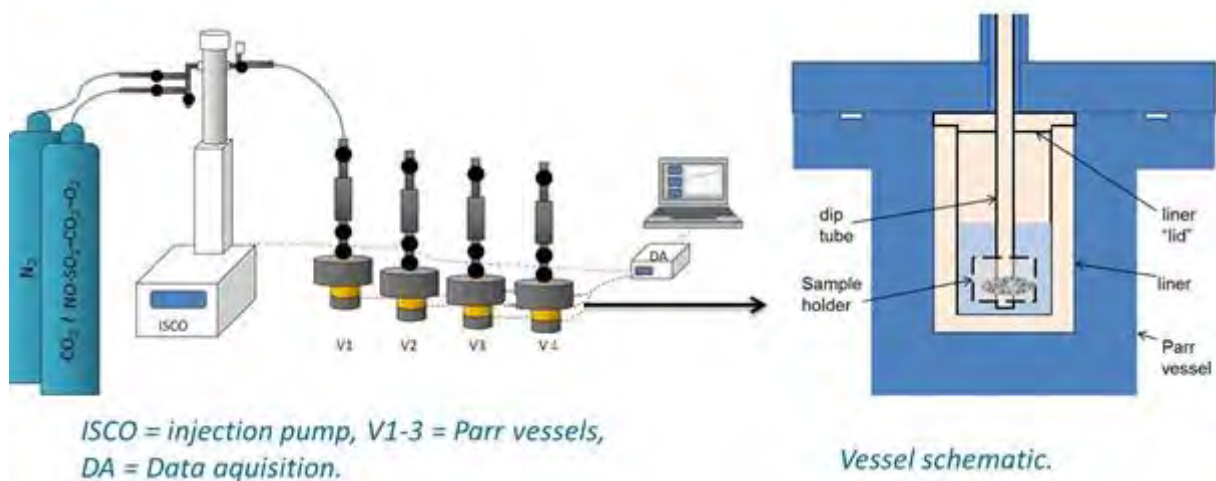 N₂
CO₂ / NO-SO₂-CO₂-O₂
ISCO
V1
V2
V3
V4
DA
dip
tube
Sample
holder
liner
"lid"
liner
Parr
vessel
ISCO = injection pump, V1-3 = Parr vessels,
DA = Data aquisition.
Vessel schematic.